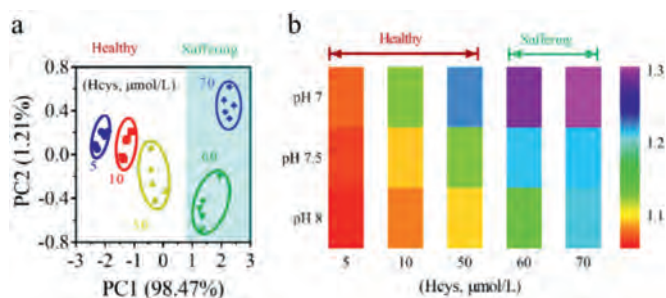 a
Healthy
Suffering
(Hcys, μmol/L)
70
5
10
60
PC2 (1.21%)
0.8
0.4
0.0
-0.4
-0.8
-3 -2 -1 0 1 2 3
PC1 (98.47%)
b
Healthy
Suffering
pH 7
pH 7.5
pH 8
5 10 50 60 70
(Hcys, μmol/L)
1.3
1.2
1.1